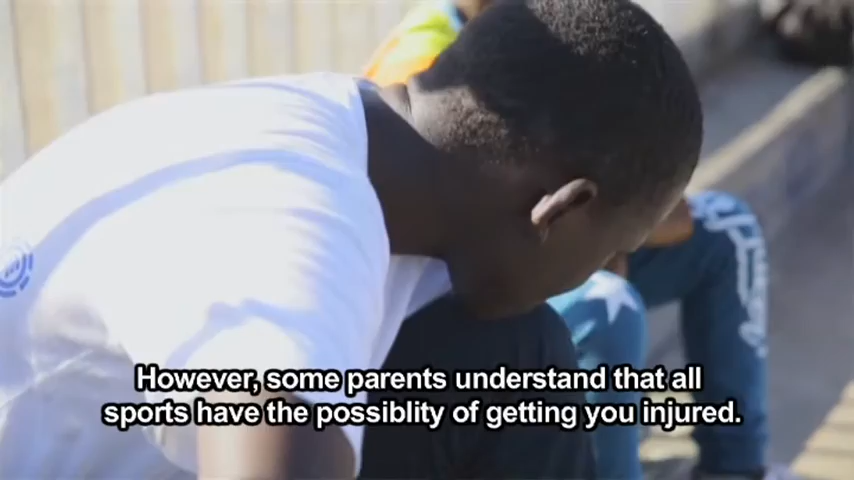 However, some parents understand that all
sports have the possiblity of getting you injured.